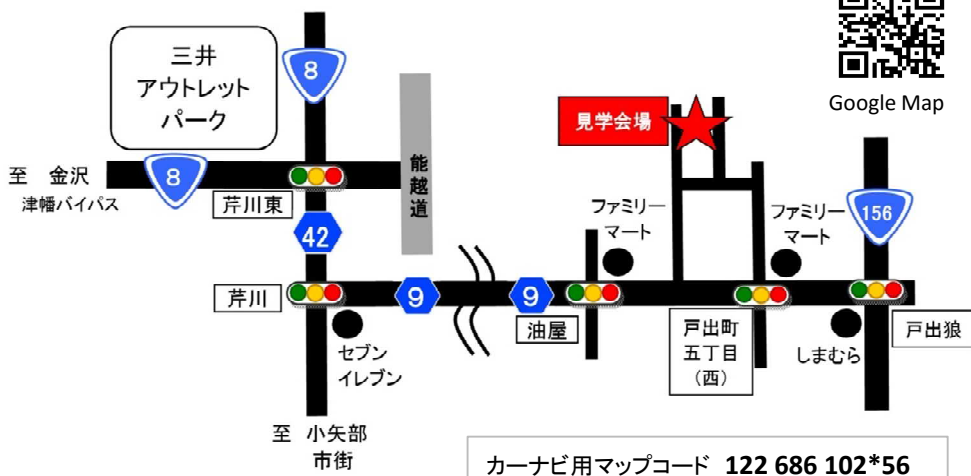 三井
アウトレット
パーク
8
Google Map
至 金沢
津幡バイパス
8
芹川東
能越道
見学会場
ファミリー
マート
ファミリー
マート
156
42
芹川
9
9
油屋
戸出町
五丁目
(西)
しまむら
戸出狼
セブン
イレブン
至 小矢部
市街
カーナビ用マップコード 122 686 102*56